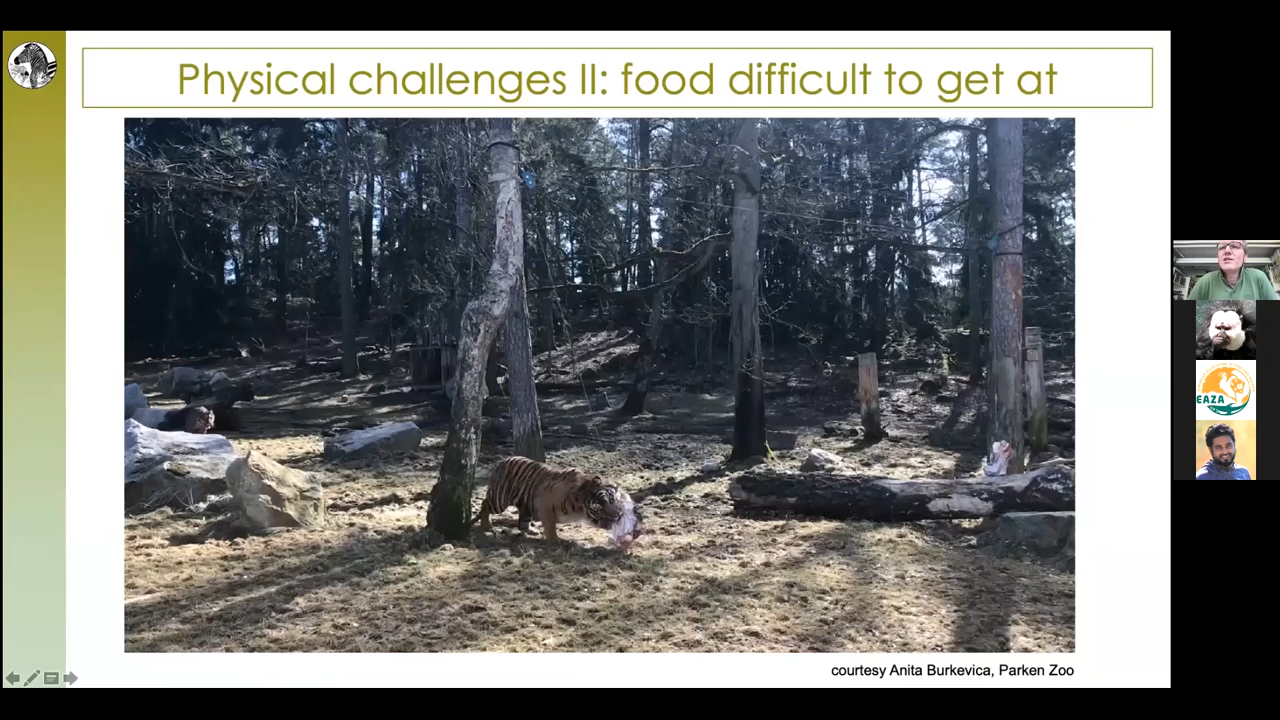 Physical challenges II: food difficult to get at
courtesy Anita Burkevica, Parken Zoo
EAZA